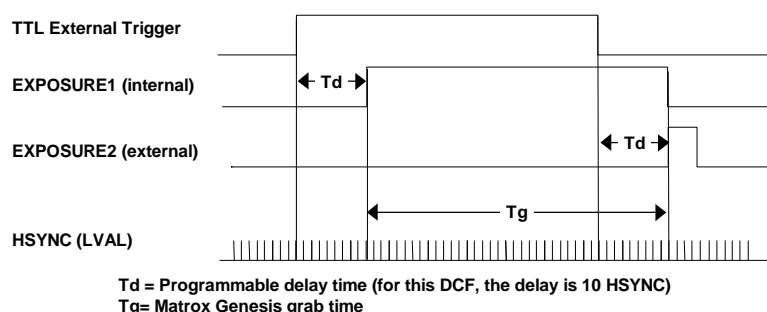 TTL External Trigger
EXPOSURE1 (internal)
Td
EXPOSURE2 (external)
Td
Tg
HSYNC (LVAL)
Td = Programmable delay time (for this DCF, the delay is 10 HSYNC)
Tg= Matrox Genesis grab time